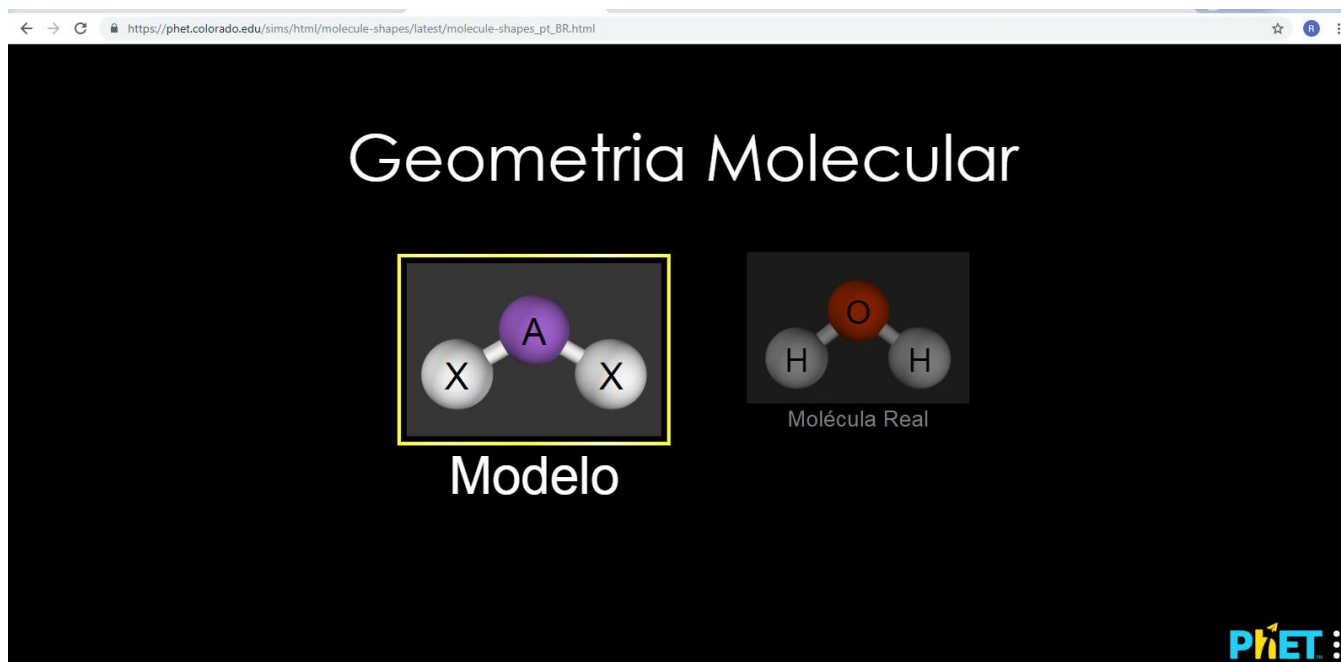 https://phet.colorado.edu/sims/html/molecule-shapes/latest/molecule-shapes_pt_BR.html
R
Geometria Molecular
A
X X
O
H H
Molécula Real
Modelo
PhET